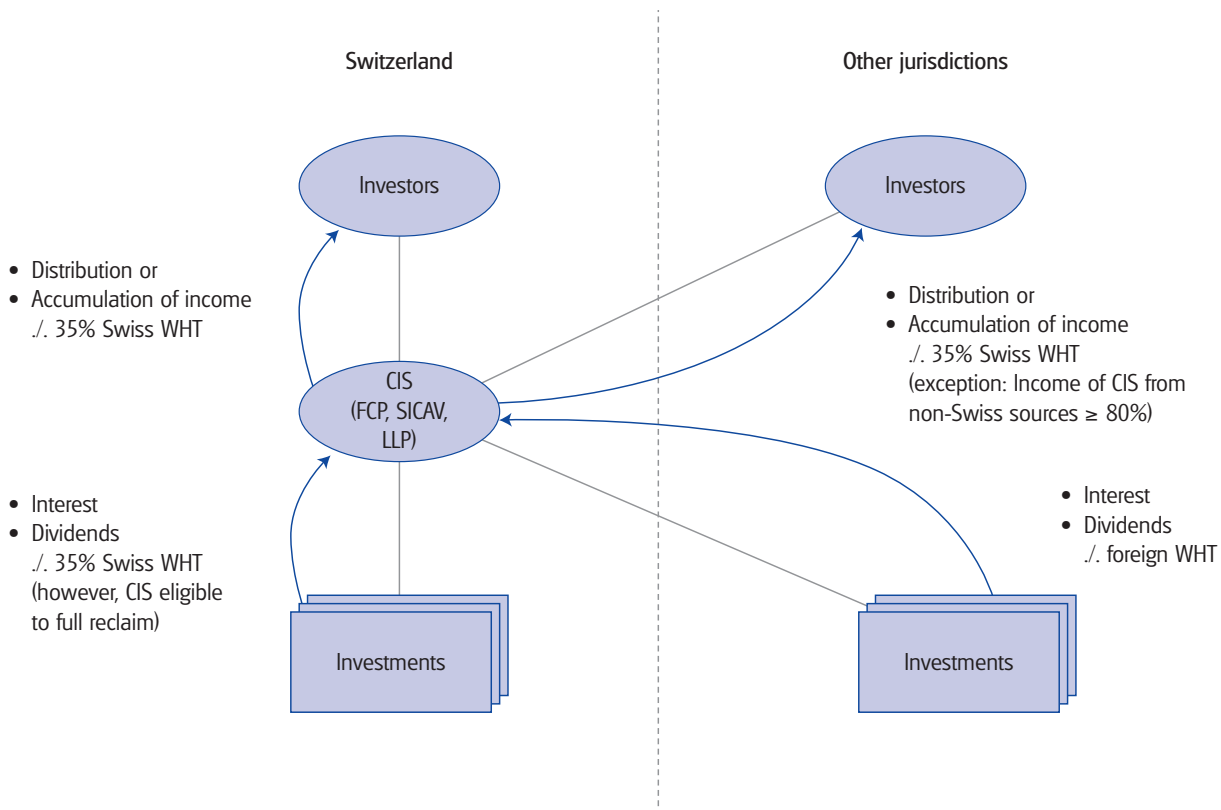 Switzerland
Other jurisdictions
Investors
Investors
• Distribution or
• Accumulation of income
./. 35% Swiss WHT
• Distribution or
• Accumulation of income
./. 35% Swiss WHT
(exception: Income of CIS from
non-Swiss sources ≥ 80%)
CIS
(FCP, SICAV,
LLP)
• Interest
• Dividends
./. 35% Swiss WHT
(however, CIS eligible
to full reclaim)
• Interest
• Dividends
./. foreign WHT
Investments
Investments